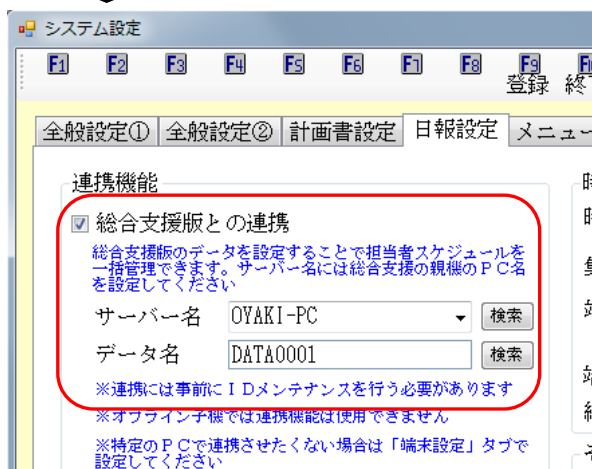 システム設定
F1 F2 F3 F4 F5 F6 F7 F8 F9
登録 終
全般設定① 全般設定② 計画書設定 日報設定 メニュー
連携機能
総合支援版との連携
総合支援版のデータを設定することで担当者スケジュールを
一括管理できます。サーバー名には総合支援の親機のPC名
を設定してください
サーバー名 OYAKI-PC 検索
データ名 DATA0001 検索
※連携には事前にIDメンテナンスを行う必要があります
※オフライン子機では連携機能は使用できません
※特定のPCで連携させたくない場合は「端末設定」タブで
設定してください